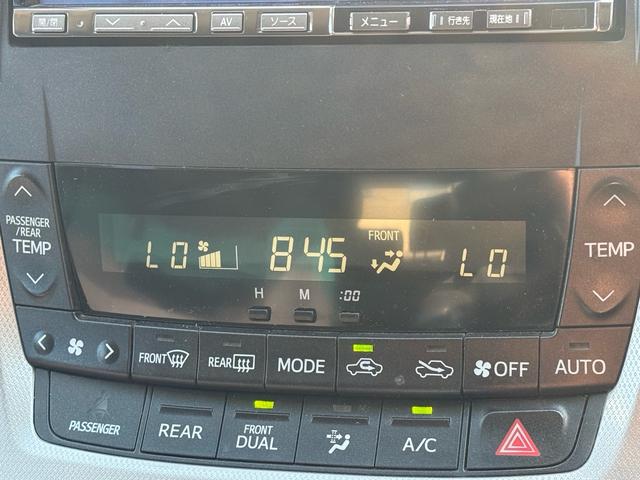 開/閉 AV ソース メニュー 行き先 現在地
PASSENGER
/REAR
TEMP
LO 845 FRONT LO
TEMP
H M :00
FRONT REAR MODE OFF AUTO
PASSENGER REAR FRONT
DUAL A/C